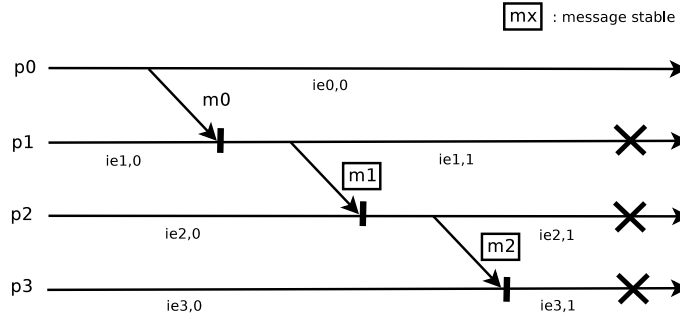 mx : message stable
p0
ie0,0
m0
p1
ie1,0
ie1,1
m1
p2
ie2,0
ie2,1
m2
p3
ie3,0
ie3,1